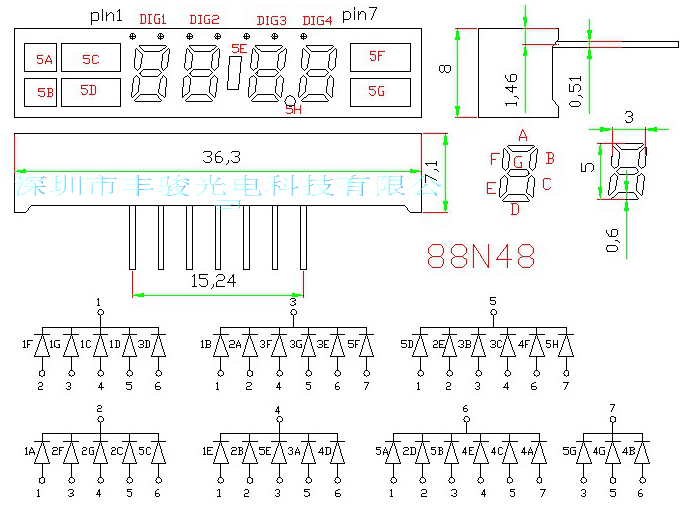 pIn1 DIG1 DIG2 DIG3 DIG4 pin7
5A 5C 5E 5F
5B 5D 5H 5G
8 1,46 0,51
36,3 7,1
深圳市丰骏光电科技有限公
司
A
F G B
E C
D
3
5
0,6
15,24
88N48
1 3 5
1F 1G 1C 1D 3D 1B 2A 3F 3G 3E 5F 5D 2E 3B 3C 4F 5H
2 3 4 5 6 1 2 4 5 6 7 1 2 3 4 6 7
2 4 6 7
1A 2F 2G 2C 5C 1E 2B 5E 3A 4D 5A 2D 5B 4E 4C 4A 5G 4G 4B
1 3 4 5 6 1 2 3 5 6 1 2 3 4 5 7 3 5 6